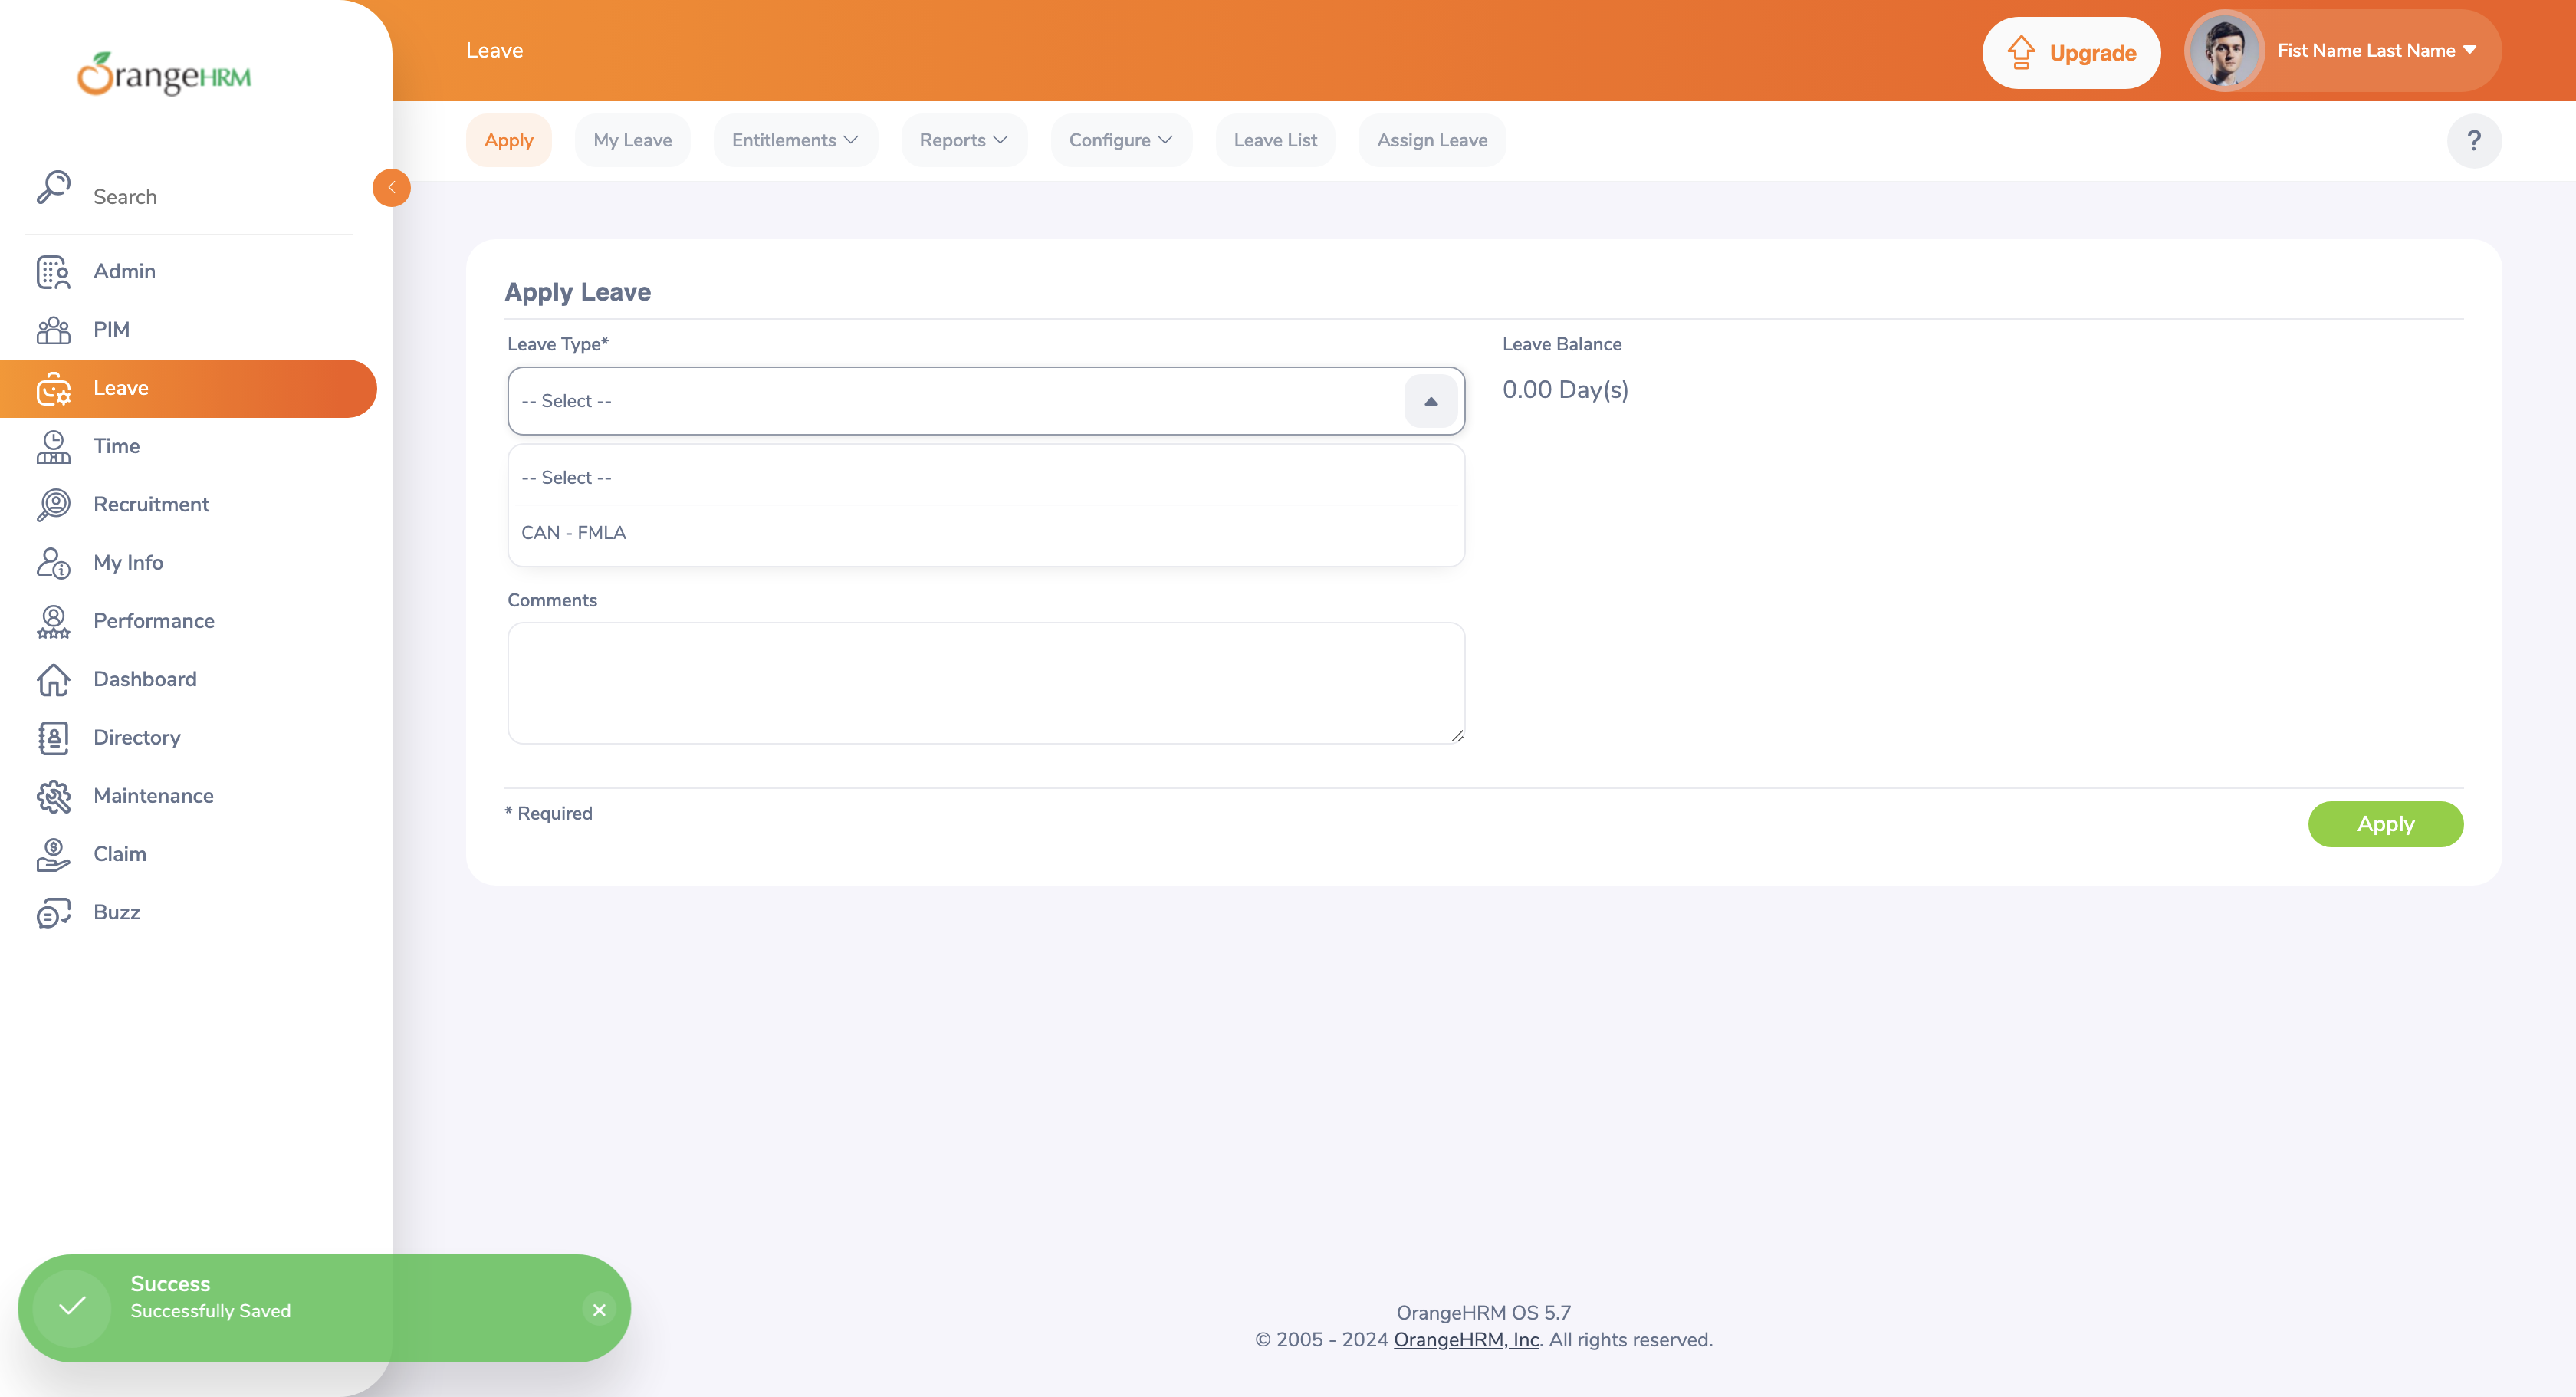 OrangeHRM
Leave
Upgrade
Fist Name Last Name
Apply
My Leave
Entitlements
Reports
Configure
Leave List
Assign Leave
?
Search
Admin
PIM
Leave
Time
Recruitment
My Info
Performance
Dashboard
Directory
Maintenance
Claim
Buzz
Apply Leave
Leave Type*
-- Select --
-- Select --
CAN - FMLA
Leave Balance
0.00 Day(s)
Comments
* Required
Apply
Success
Successfully Saved
OrangeHRM OS 5.7
© 2005 - 2024 OrangeHRM, Inc. All rights reserved.